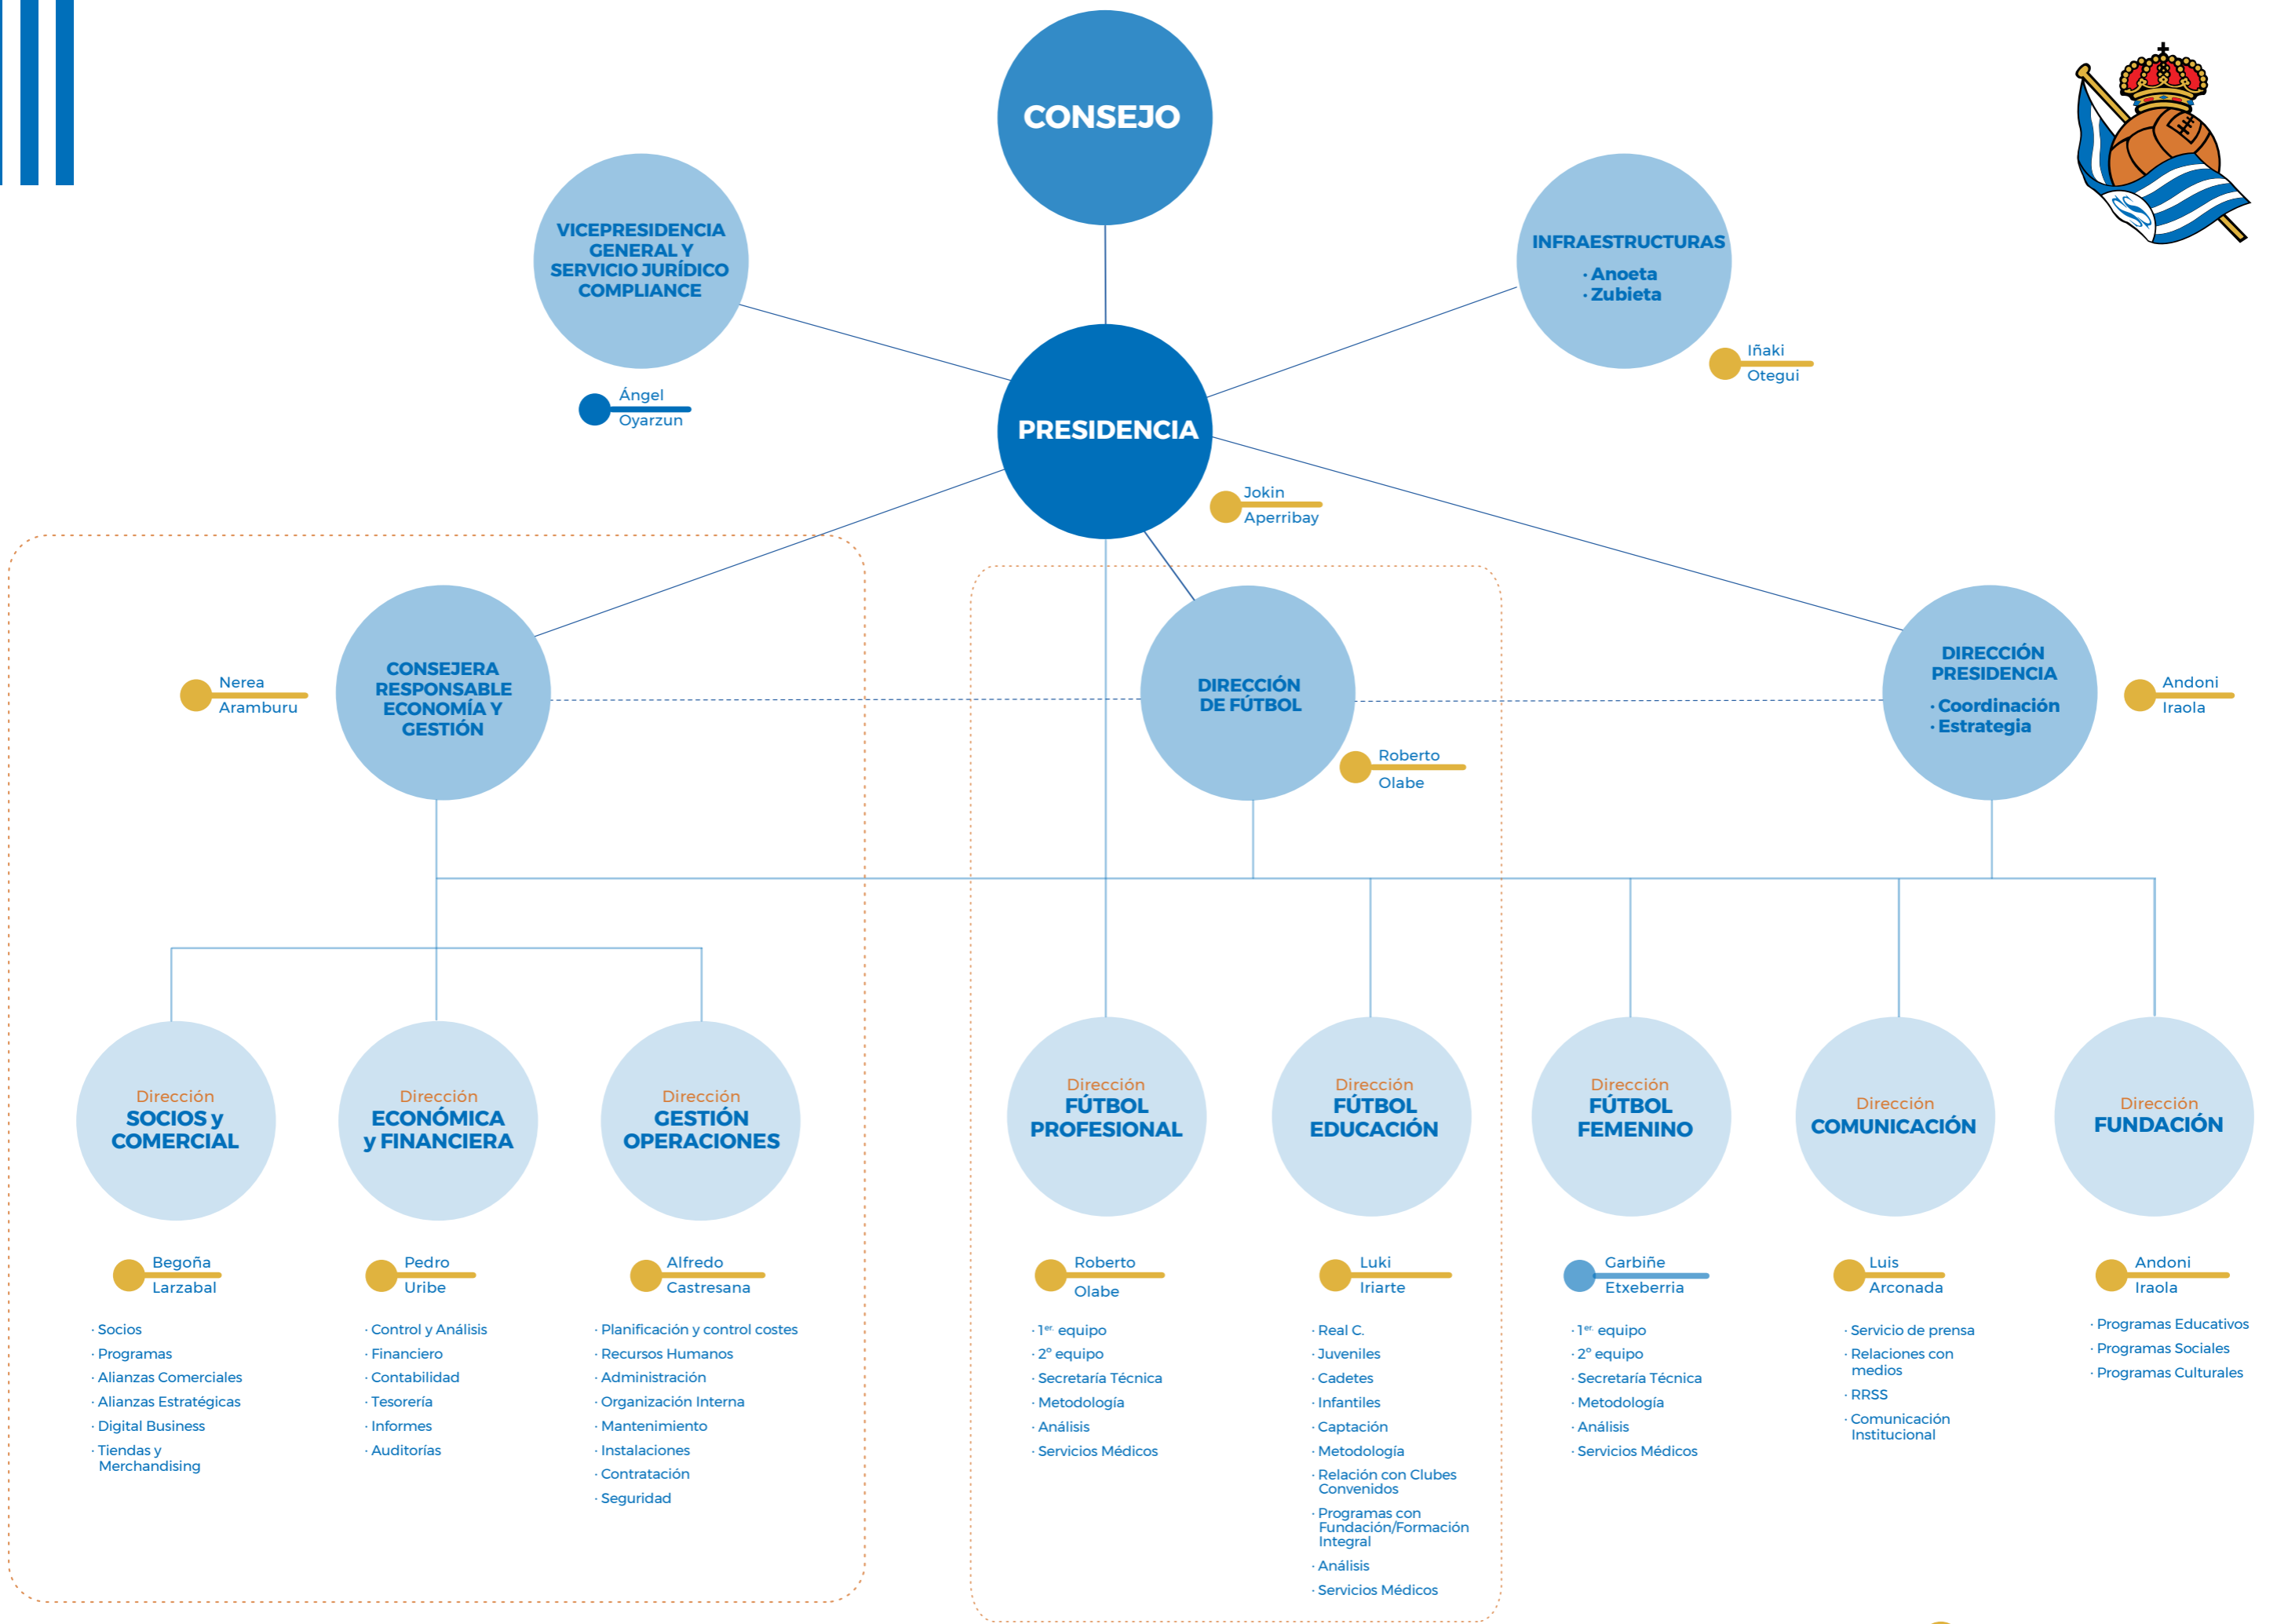 CONSEJO
VICEPRESIDENCIA
GENERAL Y
SERVICIO JURÍDICO
COMPLIANCE
Ángel
Oyarzun
INFRAESTRUCTURAS
· Anoeta
· Zubieta
Iñaki
Otegui
PRESIDENCIA
Jokin
Aperribay
Nerea
Aramburu
CONSEJERA
RESPONSABLE
ECONOMÍA Y
GESTIÓN
DIRECCIÓN
DE FÚTBOL
Roberto
Olabe
DIRECCIÓN
PRESIDENCIA
· Coordinación
· Estrategia
Andoni
Iraola
Dirección
SOCIOS y
COMERCIAL
Begoña
Larzabal
· Socios
· Programas
· Alianzas Comerciales
· Alianzas Estratégicas
· Digital Business
· Tiendas y
Merchandising
Dirección
ECONÓMICA
y FINANCIERA
Pedro
Uribe
· Control y Análisis
· Financiero
· Contabilidad
· Tesorería
· Informes
· Auditorías
Dirección
GESTIÓN
OPERACIONES
Alfredo
Castresana
· Planificación y control costes
· Recursos Humanos
· Administración
· Organización Interna
· Mantenimiento
· Instalaciones
· Contratación
· Seguridad
Dirección
FÚTBOL
PROFESIONAL
Roberto
Olabe
· 1er. equipo
· 2º equipo
· Secretaría Técnica
· Metodología
· Análisis
· Servicios Médicos
Dirección
FÚTBOL
EDUCACIÓN
Luki
Iriarte
· Real C.
· Juveniles
· Cadetes
· Infantiles
· Captación
· Metodología
· Relación con Clubes
Convenidos
· Programas con
Fundación/Formación
Integral
· Análisis
· Servicios Médicos
Dirección
FÚTBOL
FEMENINO
Garbiñe
Etxeberria
· 1er. equipo
· 2º equipo
· Secretaría Técnica
· Metodología
· Análisis
· Servicios Médicos
Dirección
COMUNICACIÓN
Luis
Arconada
· Servicio de prensa
· Relaciones con
medios
· RRSS
· Comunicación
Institucional
Dirección
FUNDACIÓN
Andoni
Iraola
· Programas Educativos
· Programas Sociales
· Programas Culturales